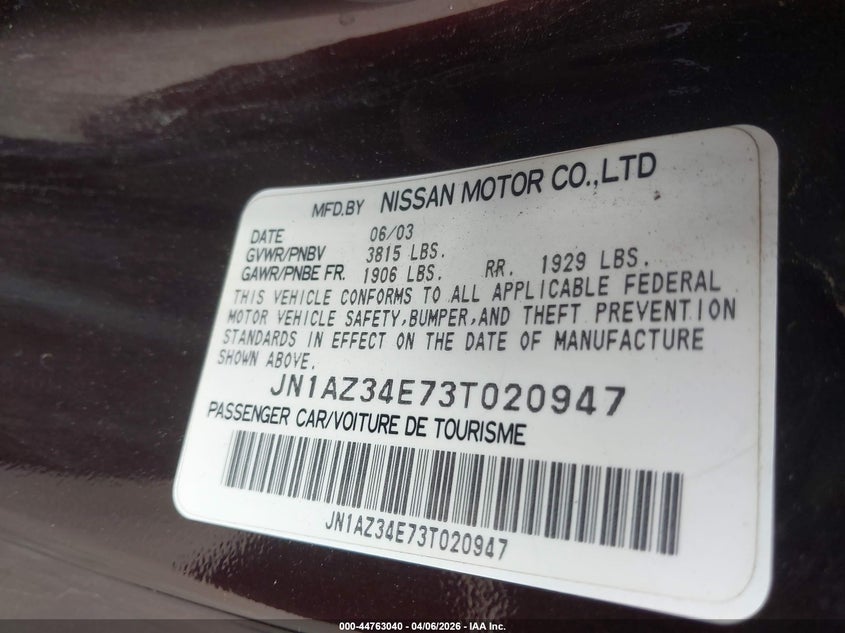 MFD.BY NISSAN MOTOR CO.,LTD
DATE 06/03
GVWR/PNBV 3815 LBS.
GAWR/PNBE FR. 1906 LBS. RR. 1929 LBS.
THIS VEHICLE CONFORMS TO ALL APPLICABLE FEDERAL
MOTOR VEHICLE SAFETY,BUMPER,AND THEFT PREVENTION
STANDARDS IN EFFECT ON THE DATE OF MANUFACTURE
SHOWN ABOVE.
JN1AZ34E73T020947
PASSENGER CAR/VOITURE DE TOURISME
JN1AZ34E73T020947
000-44763040 - 04/06/2026 - IAA Inc.